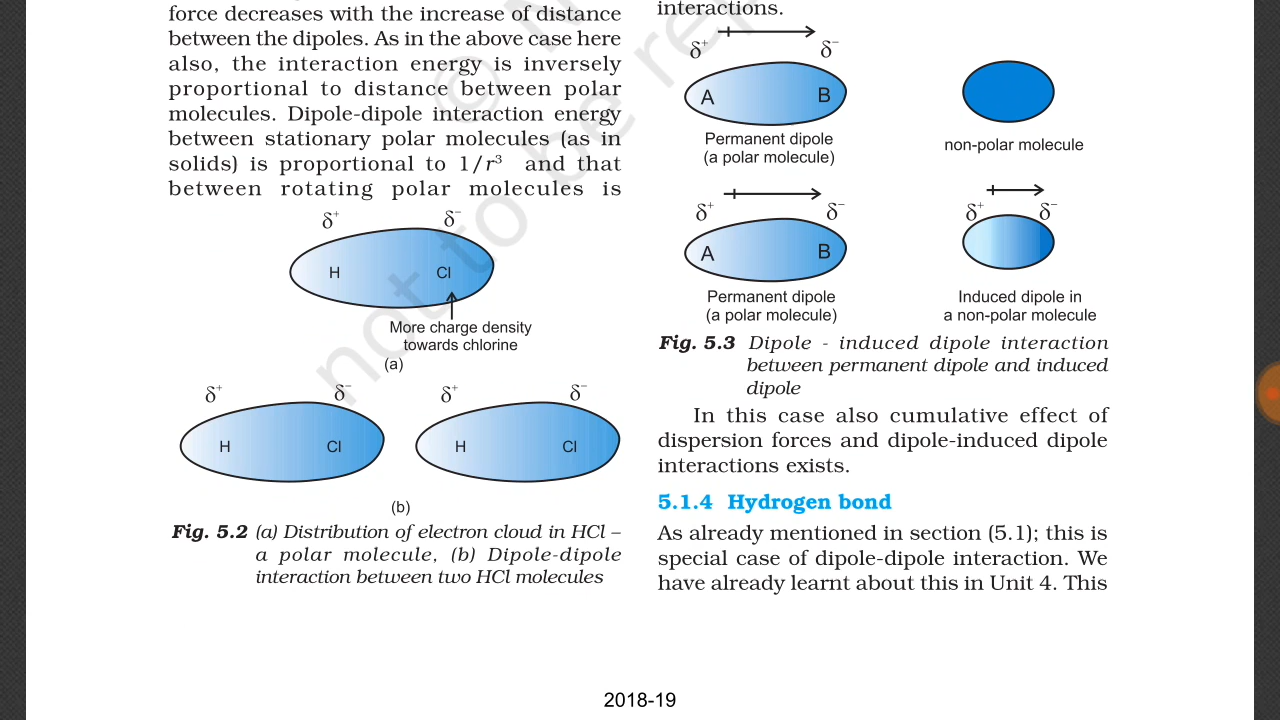 force decreases with the increase of distance
between the dipoles. As in the above case here
also, the interaction energy is inversely
proportional to distance between polar
molecules. Dipole-dipole interaction energy
between stationary polar molecules (as in
solids) is proportional to 1/r³ and that
between rotating polar molecules is
δ⁺ δ⁻
H Cl
More charge density
towards chlorine
(a)
δ⁺ δ⁻ δ⁺ δ⁻
H Cl H Cl
(b)
Fig. 5.2 (a) Distribution of electron cloud in HCl –
a polar molecule, (b) Dipole-dipole
interaction between two HCl molecules
interactions.
δ⁺ δ⁻
A B
Permanent dipole
(a polar molecule)
non-polar molecule
δ⁺ δ⁻ δ⁺ δ⁻
A B
Permanent dipole
(a polar molecule)
Induced dipole in
a non-polar molecule
Fig. 5.3 Dipole - induced dipole interaction
between permanent dipole and induced
dipole
In this case also cumulative effect of
dispersion forces and dipole-induced dipole
interactions exists.
5.1.4 Hydrogen bond
As already mentioned in section (5.1); this is
special case of dipole-dipole interaction. We
have already learnt about this in Unit 4. This
not to be re
©
2018-19